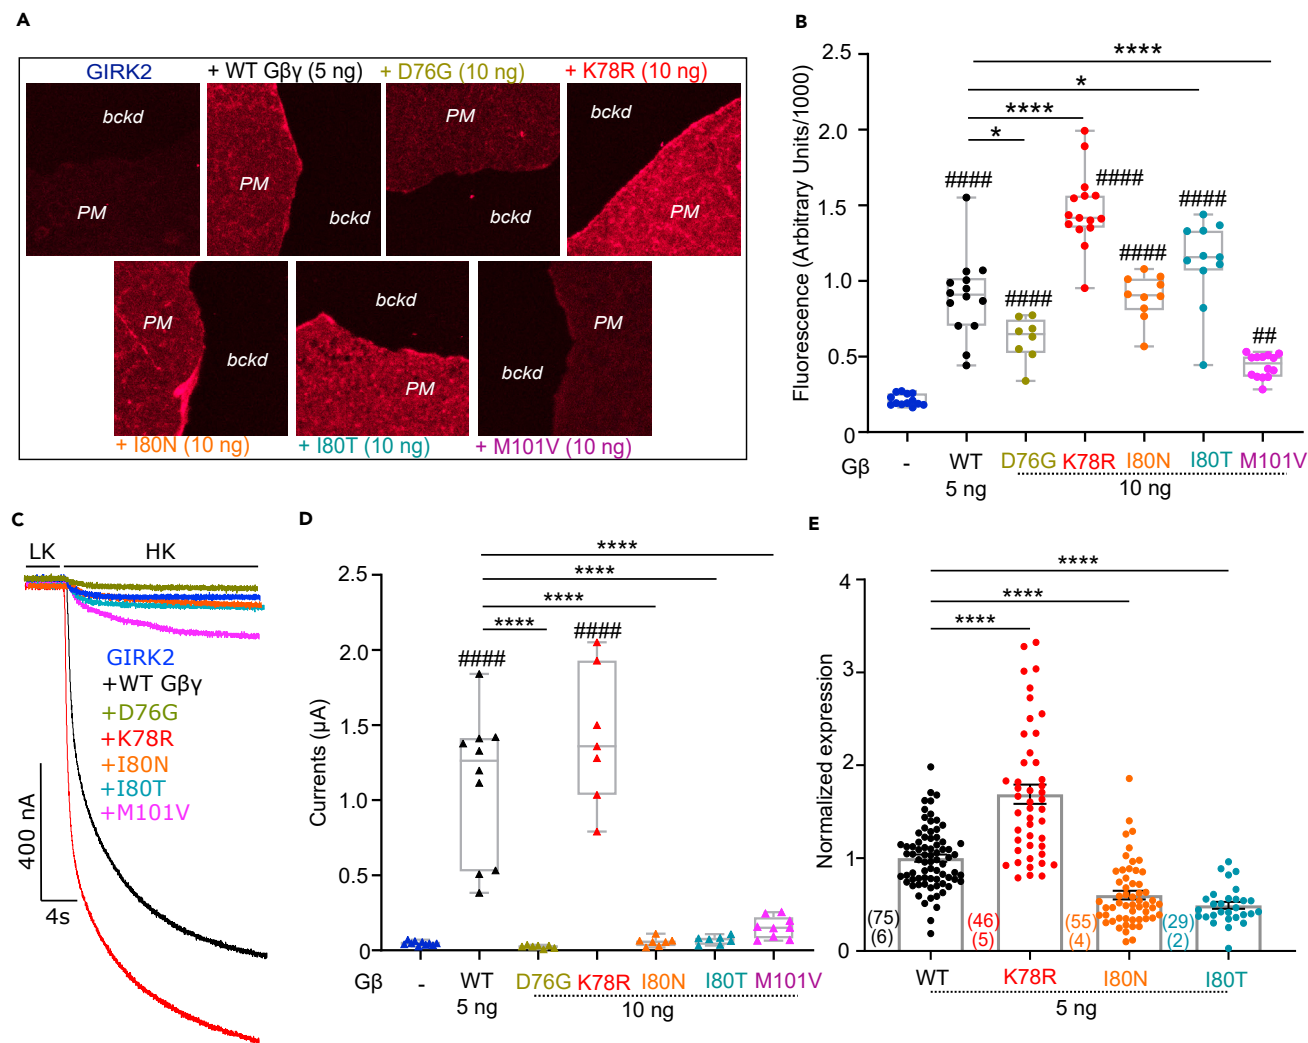 A
GIRK2
+ WT Gβγ (5 ng)
+ D76G (10 ng)
+ K78R (10 ng)
bckd
PM
PM
bckd
PM
bckd
bckd
PM
PM
bckd
bckd
PM
PM
bckd
+ I80N (10 ng)
+ I80T (10 ng)
+ M101V (10 ng)
B
Fluorescence (Arbitrary Units/1000)
2.5
2.0
1.5
1.0
0.5
0
****
*
****
*
####
####
####
####
####
##
Gβ - WT D76G K78R I80N I80T M101V
5 ng 10 ng
C
LK HK
GIRK2
+WT Gβγ
+D76G
+K78R
+I80N
+I80T
+M101V
400 nA
4s
D
Currents (μA)
2.5
2.0
1.5
1.0
0.5
0
****
****
****
****
####
####
Gβ - WT D76G K78R I80N I80T M101V
5 ng 10 ng
E
Normalized expression
4
3
2
1
0
****
****
****
(75) (46) (55) (29)
(6) (5) (4) (2)
WT K78R I80N I80T
5 ng